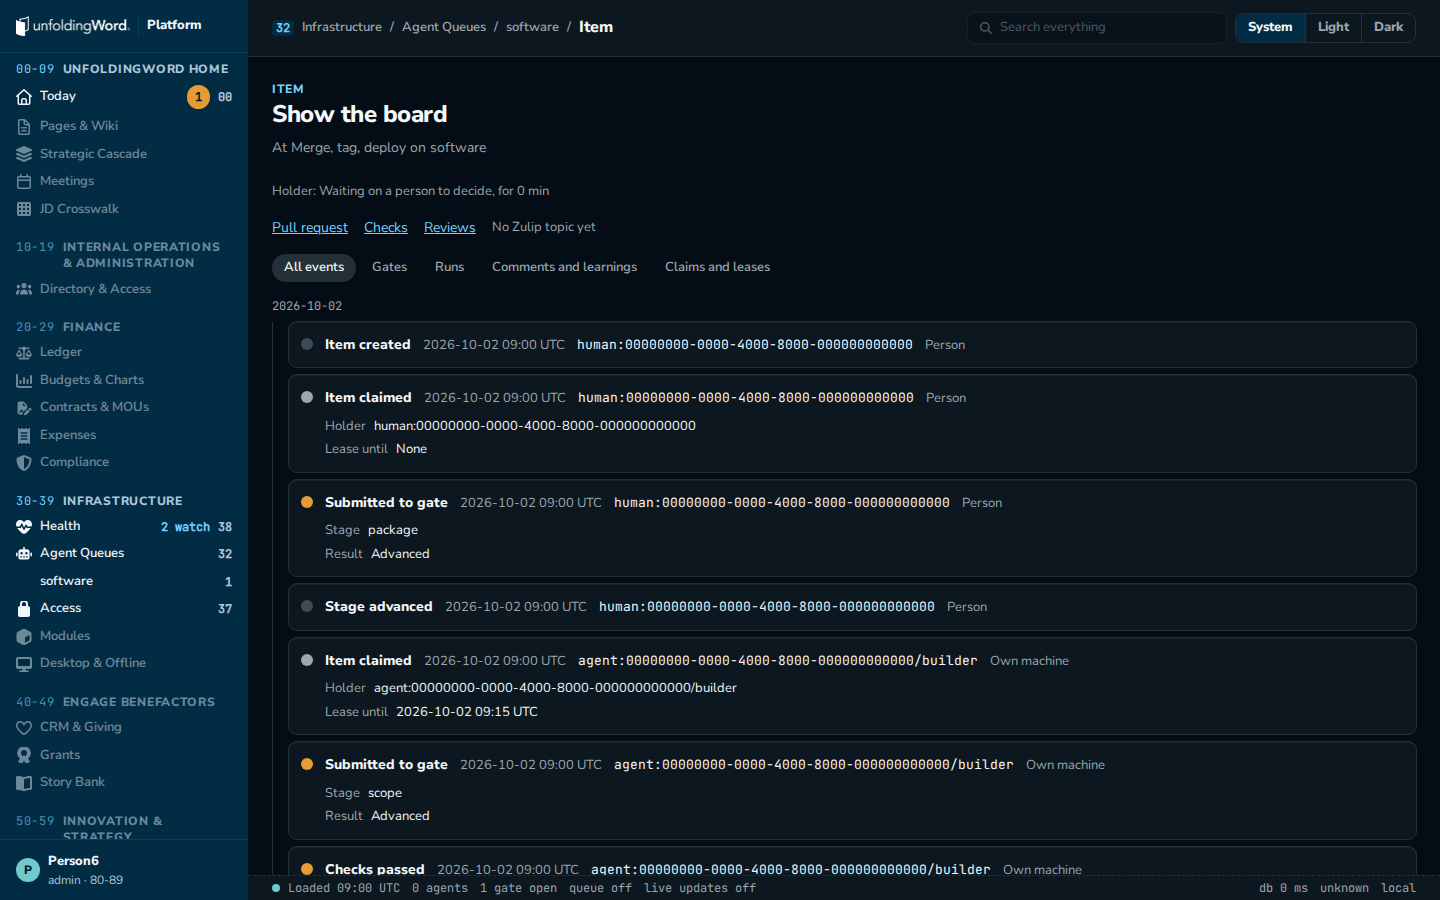 unfoldingWord. Platform
00-09 UNFOLDINGWORD HOME
Today 1 00
Pages & Wiki
Strategic Cascade
Meetings
JD Crosswalk
10-19 INTERNAL OPERATIONS
& ADMINISTRATION
Directory & Access
20-29 FINANCE
Ledger
Budgets & Charts
Contracts & MOUs
Expenses
Compliance
30-39 INFRASTRUCTURE
Health 2 watch 38
Agent Queues 32
software 1
Access 37
Modules
Desktop & Offline
40-49 ENGAGE BENEFACTORS
CRM & Giving
Grants
Story Bank
50-59 INNOVATION &
STRATEGY
P Person6
admin · 80-89
32 Infrastructure / Agent Queues / software / Item
Search everything
System Light Dark
ITEM
Show the board
At Merge, tag, deploy on software
Holder: Waiting on a person to decide, for 0 min
Pull request Checks Reviews No Zulip topic yet
All events Gates Runs Comments and learnings Claims and leases
2026-10-02
Item created 2026-10-02 09:00 UTC human:00000000-0000-4000-8000-000000000000 Person
Item claimed 2026-10-02 09:00 UTC human:00000000-0000-4000-8000-000000000000 Person
Holder human:00000000-0000-4000-8000-000000000000
Lease until None
Submitted to gate 2026-10-02 09:00 UTC human:00000000-0000-4000-8000-000000000000 Person
Stage package
Result Advanced
Stage advanced 2026-10-02 09:00 UTC human:00000000-0000-4000-8000-000000000000 Person
Item claimed 2026-10-02 09:00 UTC agent:00000000-0000-4000-8000-000000000000/builder Own machine
Holder agent:00000000-0000-4000-8000-000000000000/builder
Lease until 2026-10-02 09:15 UTC
Submitted to gate 2026-10-02 09:00 UTC agent:00000000-0000-4000-8000-000000000000/builder Own machine
Stage scope
Result Advanced
Checks passed 2026-10-02 09:00 UTC agent:00000000-0000-4000-8000-000000000000/builder Own machine
Loaded 09:00 UTC 0 agents 1 gate open queue off live updates off
db 0 ms unknown local